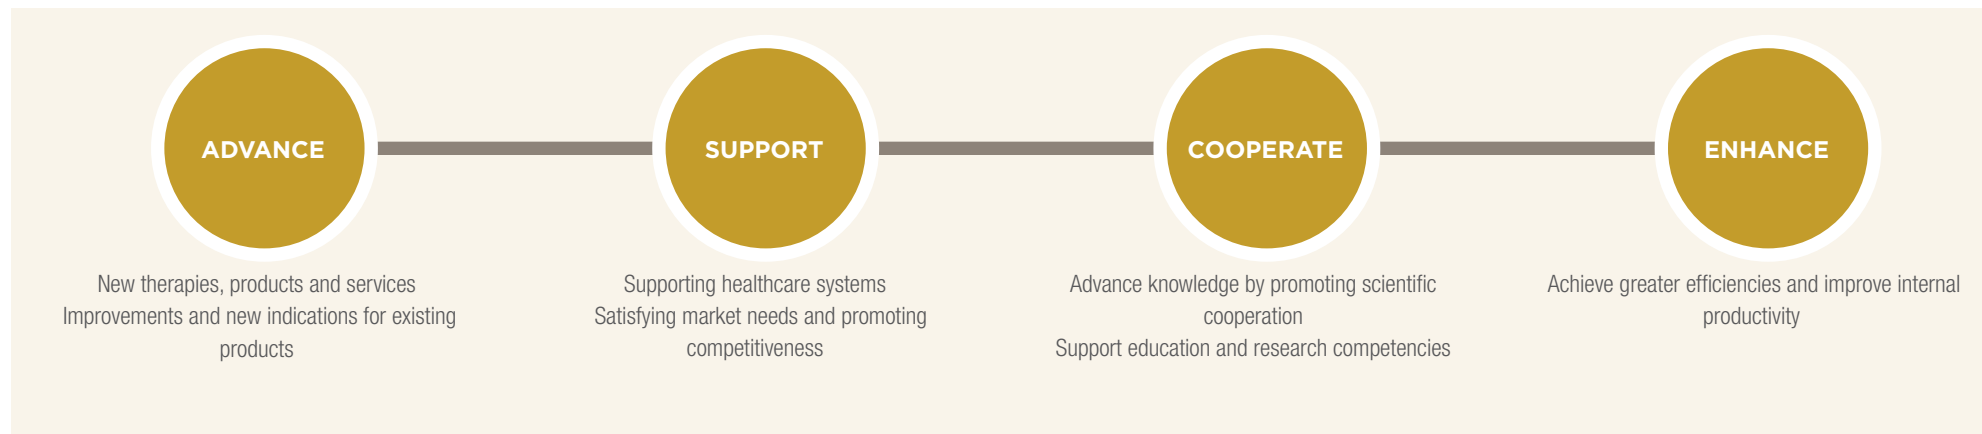 ADVANCE
New therapies, products and services
Improvements and new indications for existing
products
SUPPORT
Supporting healthcare systems
Satisfying market needs and promoting
competitiveness
COOPERATE
Advance knowledge by promoting scientific
cooperation
Support education and research competencies
ENHANCE
Achieve greater efficiencies and improve internal
productivity